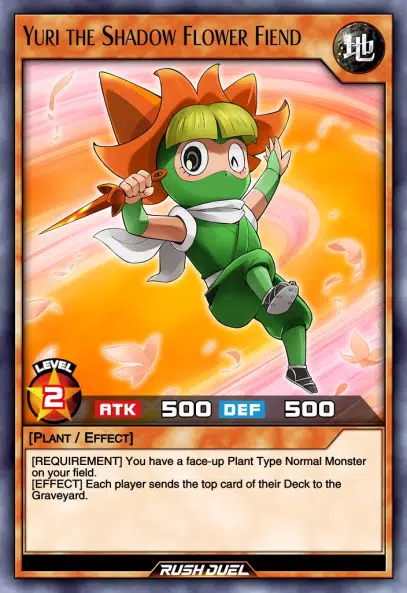 Yuri the Shadow Flower Fiend
地
LEVEL
2
ATK 500 DEF 500
[Plant / Effect]
[REQUIREMENT] You have a face-up Plant Type Normal Monster
on your field.
[EFFECT] Each player sends the top card of their Deck to the
Graveyard.
RUSH DUEL